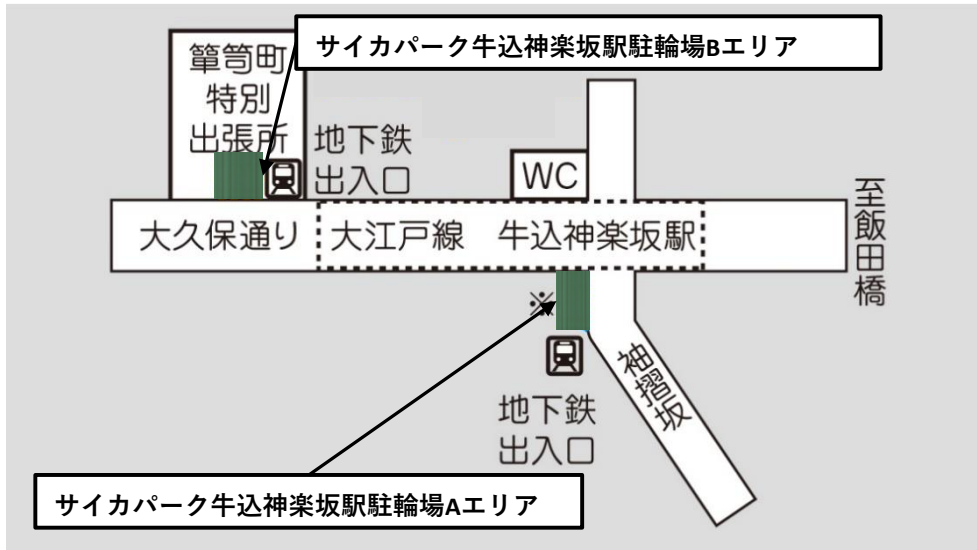 サイカパーク牛込神楽坂駅駐輪場Bエリア
箪笥町
特別
出張所
地下鉄
出入口
WC
大久保通り
大江戸線 牛込神楽坂駅
至飯田橋
※
袖摺坂
地下鉄
出入口
サイカパーク牛込神楽坂駅駐輪場Aエリア